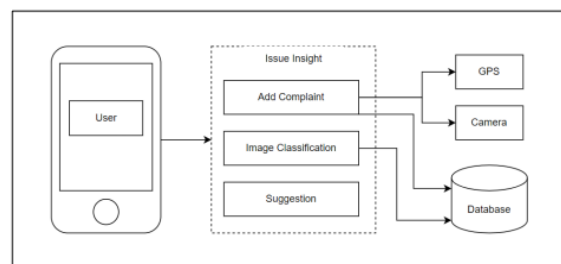 Issue Insight
GPS
Add Complaint
User
Camera
Image Classification
Suggestion
Database